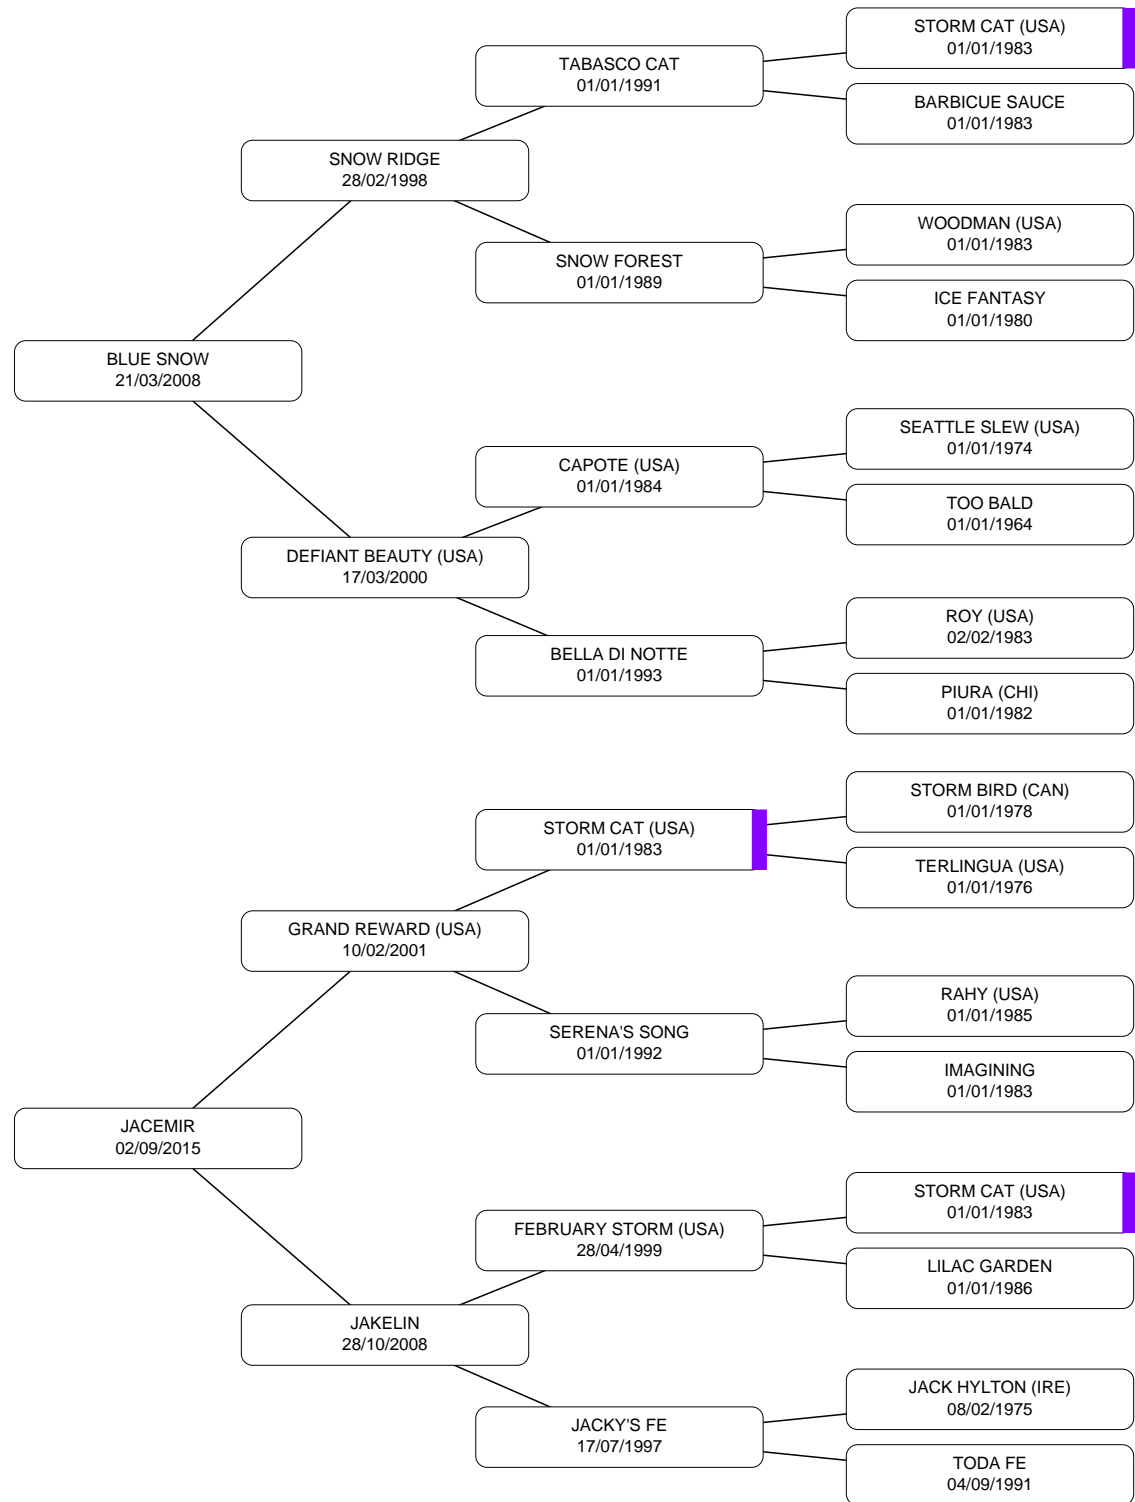 STORM CAT (USA)
01/01/1983
TABASCO CAT
01/01/1991
BARBICUE SAUCE
01/01/1983
SNOW RIDGE
28/02/1998
WOODMAN (USA)
01/01/1983
SNOW FOREST
01/01/1989
ICE FANTASY
01/01/1980
BLUE SNOW
21/03/2008
SEATTLE SLEW (USA)
01/01/1974
CAPOTE (USA)
01/01/1984
TOO BALD
01/01/1964
DEFIANT BEAUTY (USA)
17/03/2000
ROY (USA)
02/02/1983
BELLA DI NOTTE
01/01/1993
PIURA (CHI)
01/01/1982
STORM BIRD (CAN)
01/01/1978
STORM CAT (USA)
01/01/1983
TERLINGUA (USA)
01/01/1976
GRAND REWARD (USA)
10/02/2001
RAHY (USA)
01/01/1985
SERENA'S SONG
01/01/1992
IMAGINING
01/01/1983
JACEMIR
02/09/2015
STORM CAT (USA)
01/01/1983
FEBRUARY STORM (USA)
28/04/1999
LILAC GARDEN
01/01/1986
JAKELIN
28/10/2008
JACK HYLTON (IRE)
08/02/1975
JACKY'S FE
17/07/1997
TODA FE
04/09/1991